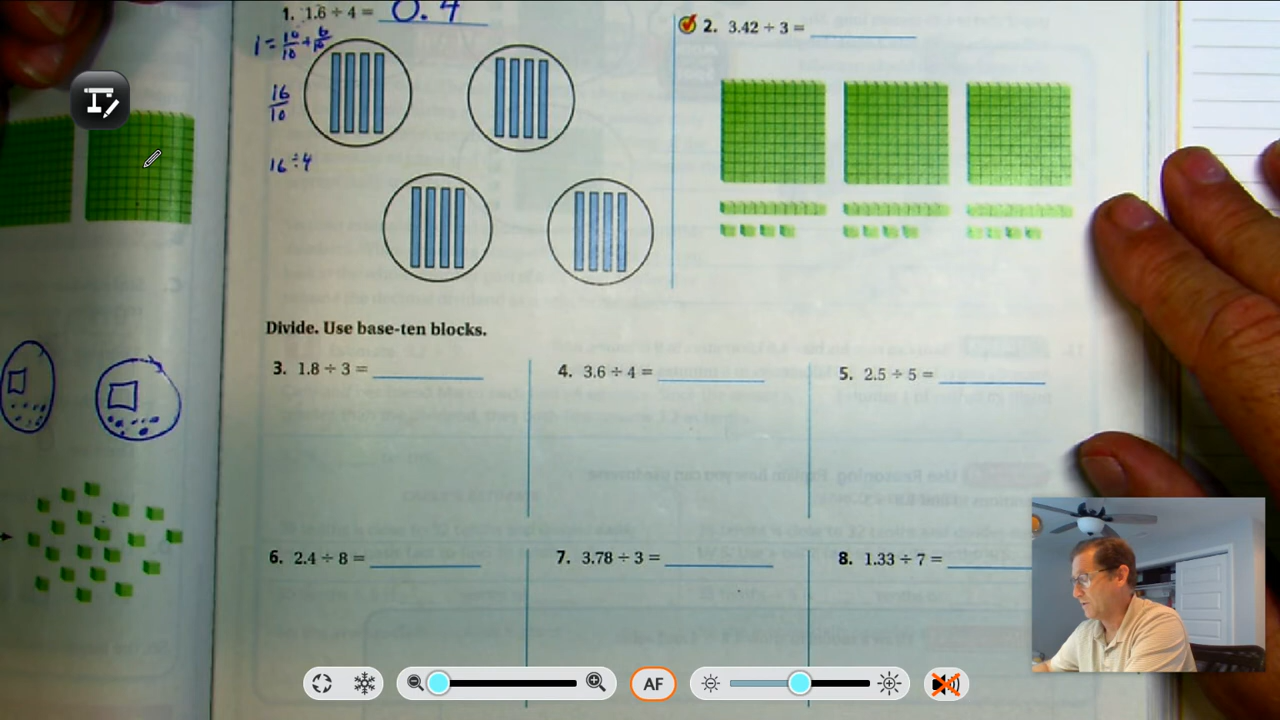 1. 1.6 ÷ 4 = 0.4
1 = 10/10 + 6/10
16/10
16 ÷ 4
2. 3.42 ÷ 3 =
Divide. Use base-ten blocks.
3. 1.8 ÷ 3 =
4. 3.6 ÷ 4 =
5. 2.5 ÷ 5 =
6. 2.4 ÷ 8 =
7. 3.78 ÷ 3 =
8. 1.33 ÷ 7 =
AF